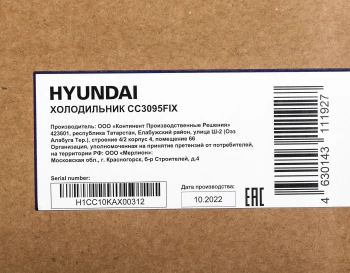 HYUNDAI
ХОЛОДИЛЬНИК CC3095FIX
Производитель: ООО «Континент Производственные Решения»
423601, республика Татарстан, Елабужский район, улица Ш-2 (Оэз
Алабуга Тер.), строение 4/2 корпус 4, помещение 66
Организация, уполномоченная на принятие претензий от потребителей,
на территории РФ: ООО «Мерлион»:
Московская обл., г. Красногорск, б-р Строителей, д.4
Serial number:
H1CC10KAX00312
Дата производства:
10.2022
EAC
4 630143 111927